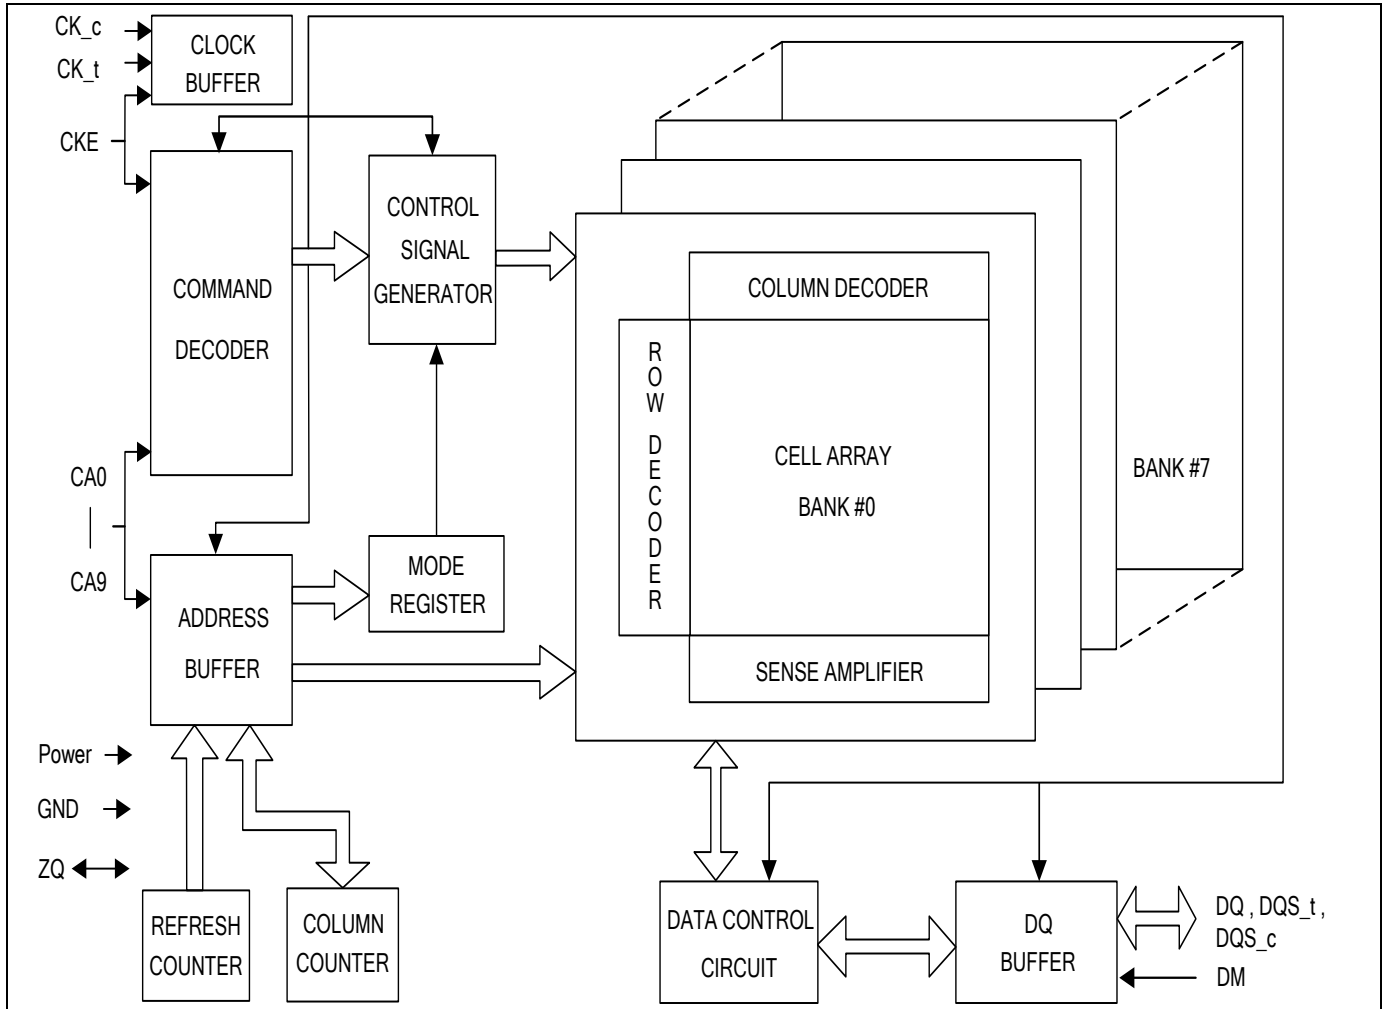 CK_c
CK_t
CKE
CLOCK
BUFFER
COMMAND
DECODER
CONTROL
SIGNAL
GENERATOR
COLUMN DECODER
ROW DECODER
CELL ARRAY
BANK #0
SENSE AMPLIFIER
BANK #7
CA0
CA9
ADDRESS
BUFFER
MODE
REGISTER
Power
GND
ZQ
REFRESH
COUNTER
COLUMN
COUNTER
DATA CONTROL
CIRCUIT
DQ
BUFFER
DQ , DQS_t ,
DQS_c
DM